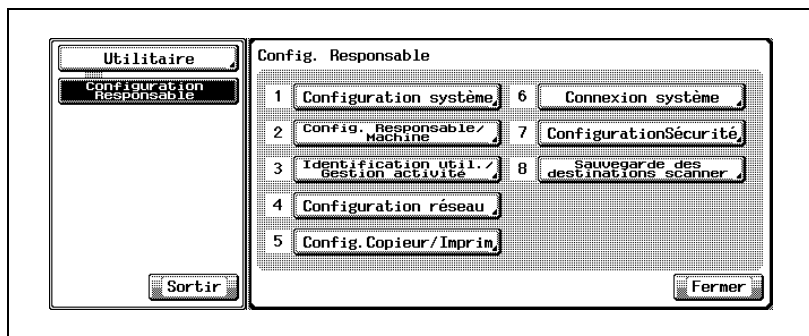 Utilitaire
Configuration
Responsable
Sortir
Config. Responsable
1 Configuration système
2 Config. Responsable/
Machine
3 Identification util./
Gestion activité
4 Configuration réseau
5 Config.Copieur/Imprim
6 Connexion système
7 ConfigurationSécurité
8 Sauvegarde des
destinations scanner
Fermer